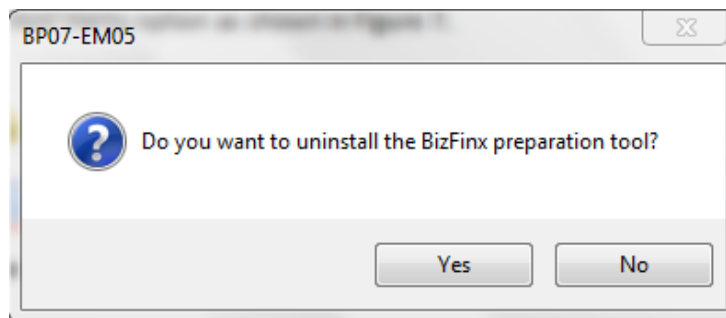 BP07-EM05
Do you want to uninstall the BizFinx preparation tool?
Yes
No